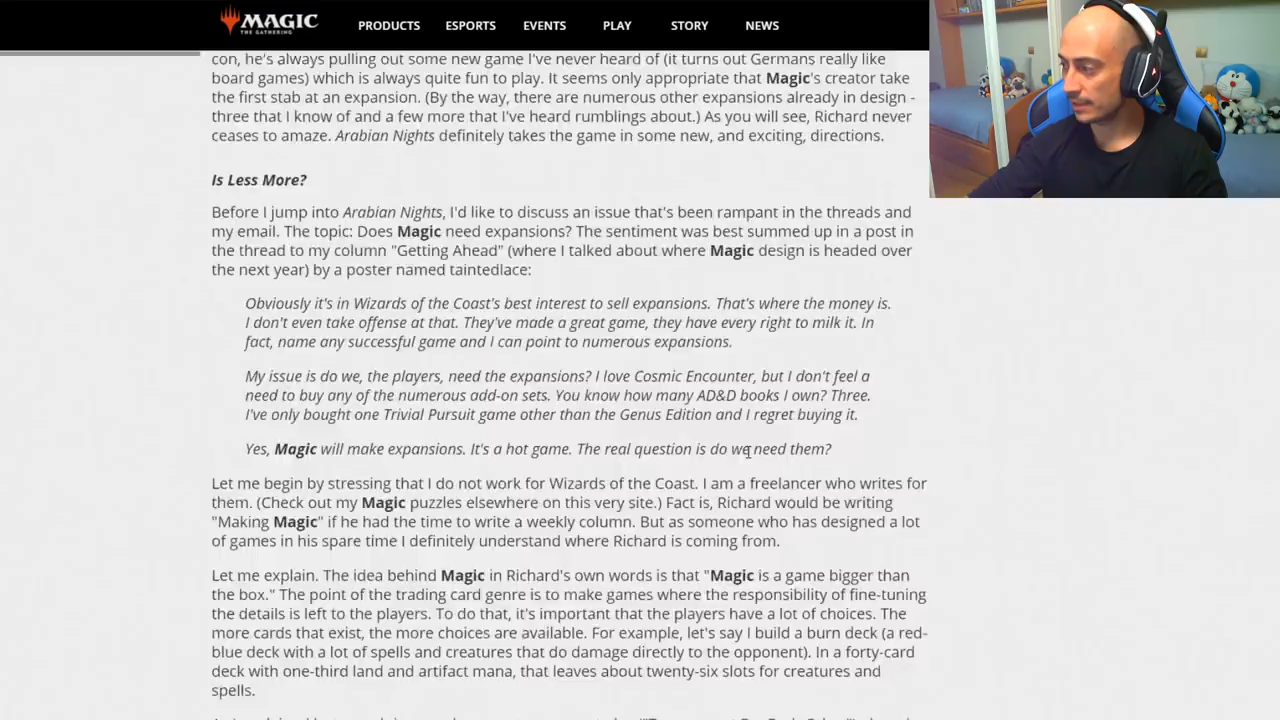 MAGIC
THE GATHERING
PRODUCTS
ESPORTS
EVENTS
PLAY
STORY
NEWS
con, he's always pulling out some new game I've never heard of (it turns out Germans really like
board games) which is always quite fun to play. It seems only appropriate that Magic's creator take
the first stab at an expansion. (By the way, there are numerous other expansions already in design -
three that I know of and a few more that I've heard rumblings about.) As you will see, Richard never
ceases to amaze. Arabian Nights definitely takes the game in some new, and exciting, directions.
Is Less More?
Before I jump into Arabian Nights, I'd like to discuss an issue that's been rampant in the threads and
my email. The topic: Does Magic need expansions? The sentiment was best summed up in a post in
the thread to my column "Getting Ahead" (where I talked about where Magic design is headed over
the next year) by a poster named taintedlace:
Obviously it's in Wizards of the Coast's best interest to sell expansions. That's where the money is.
I don't even take offense at that. They've made a great game, they have every right to milk it. In
fact, name any successful game and I can point to numerous expansions.
My issue is do we, the players, need the expansions? I love Cosmic Encounter, but I don't feel a
need to buy any of the numerous add-on sets. You know how many AD&D books I own? Three.
I've only bought one Trivial Pursuit game other than the Genus Edition and I regret buying it.
Yes, Magic will make expansions. It's a hot game. The real question is do we need them?
Let me begin by stressing that I do not work for Wizards of the Coast. I am a freelancer who writes for
them. (Check out my Magic puzzles elsewhere on this very site.) Fact is, Richard would be writing
"Making Magic" if he had the time to write a weekly column. But as someone who has designed a lot
of games in his spare time I definitely understand where Richard is coming from.
Let me explain. The idea behind Magic in Richard's own words is that "Magic is a game bigger than
the box." The point of the trading card genre is to make games where the responsibility of fine-tuning
the details is left to the players. To do that, it's important that the players have a lot of choices. The
more cards that exist, the more choices are available. For example, let's say I build a burn deck (a red-
blue deck with a lot of spells and creatures that do damage directly to the opponent). In a forty-card
deck with one-third land and artifact mana, that leaves about twenty-six slots for creatures and
spells.